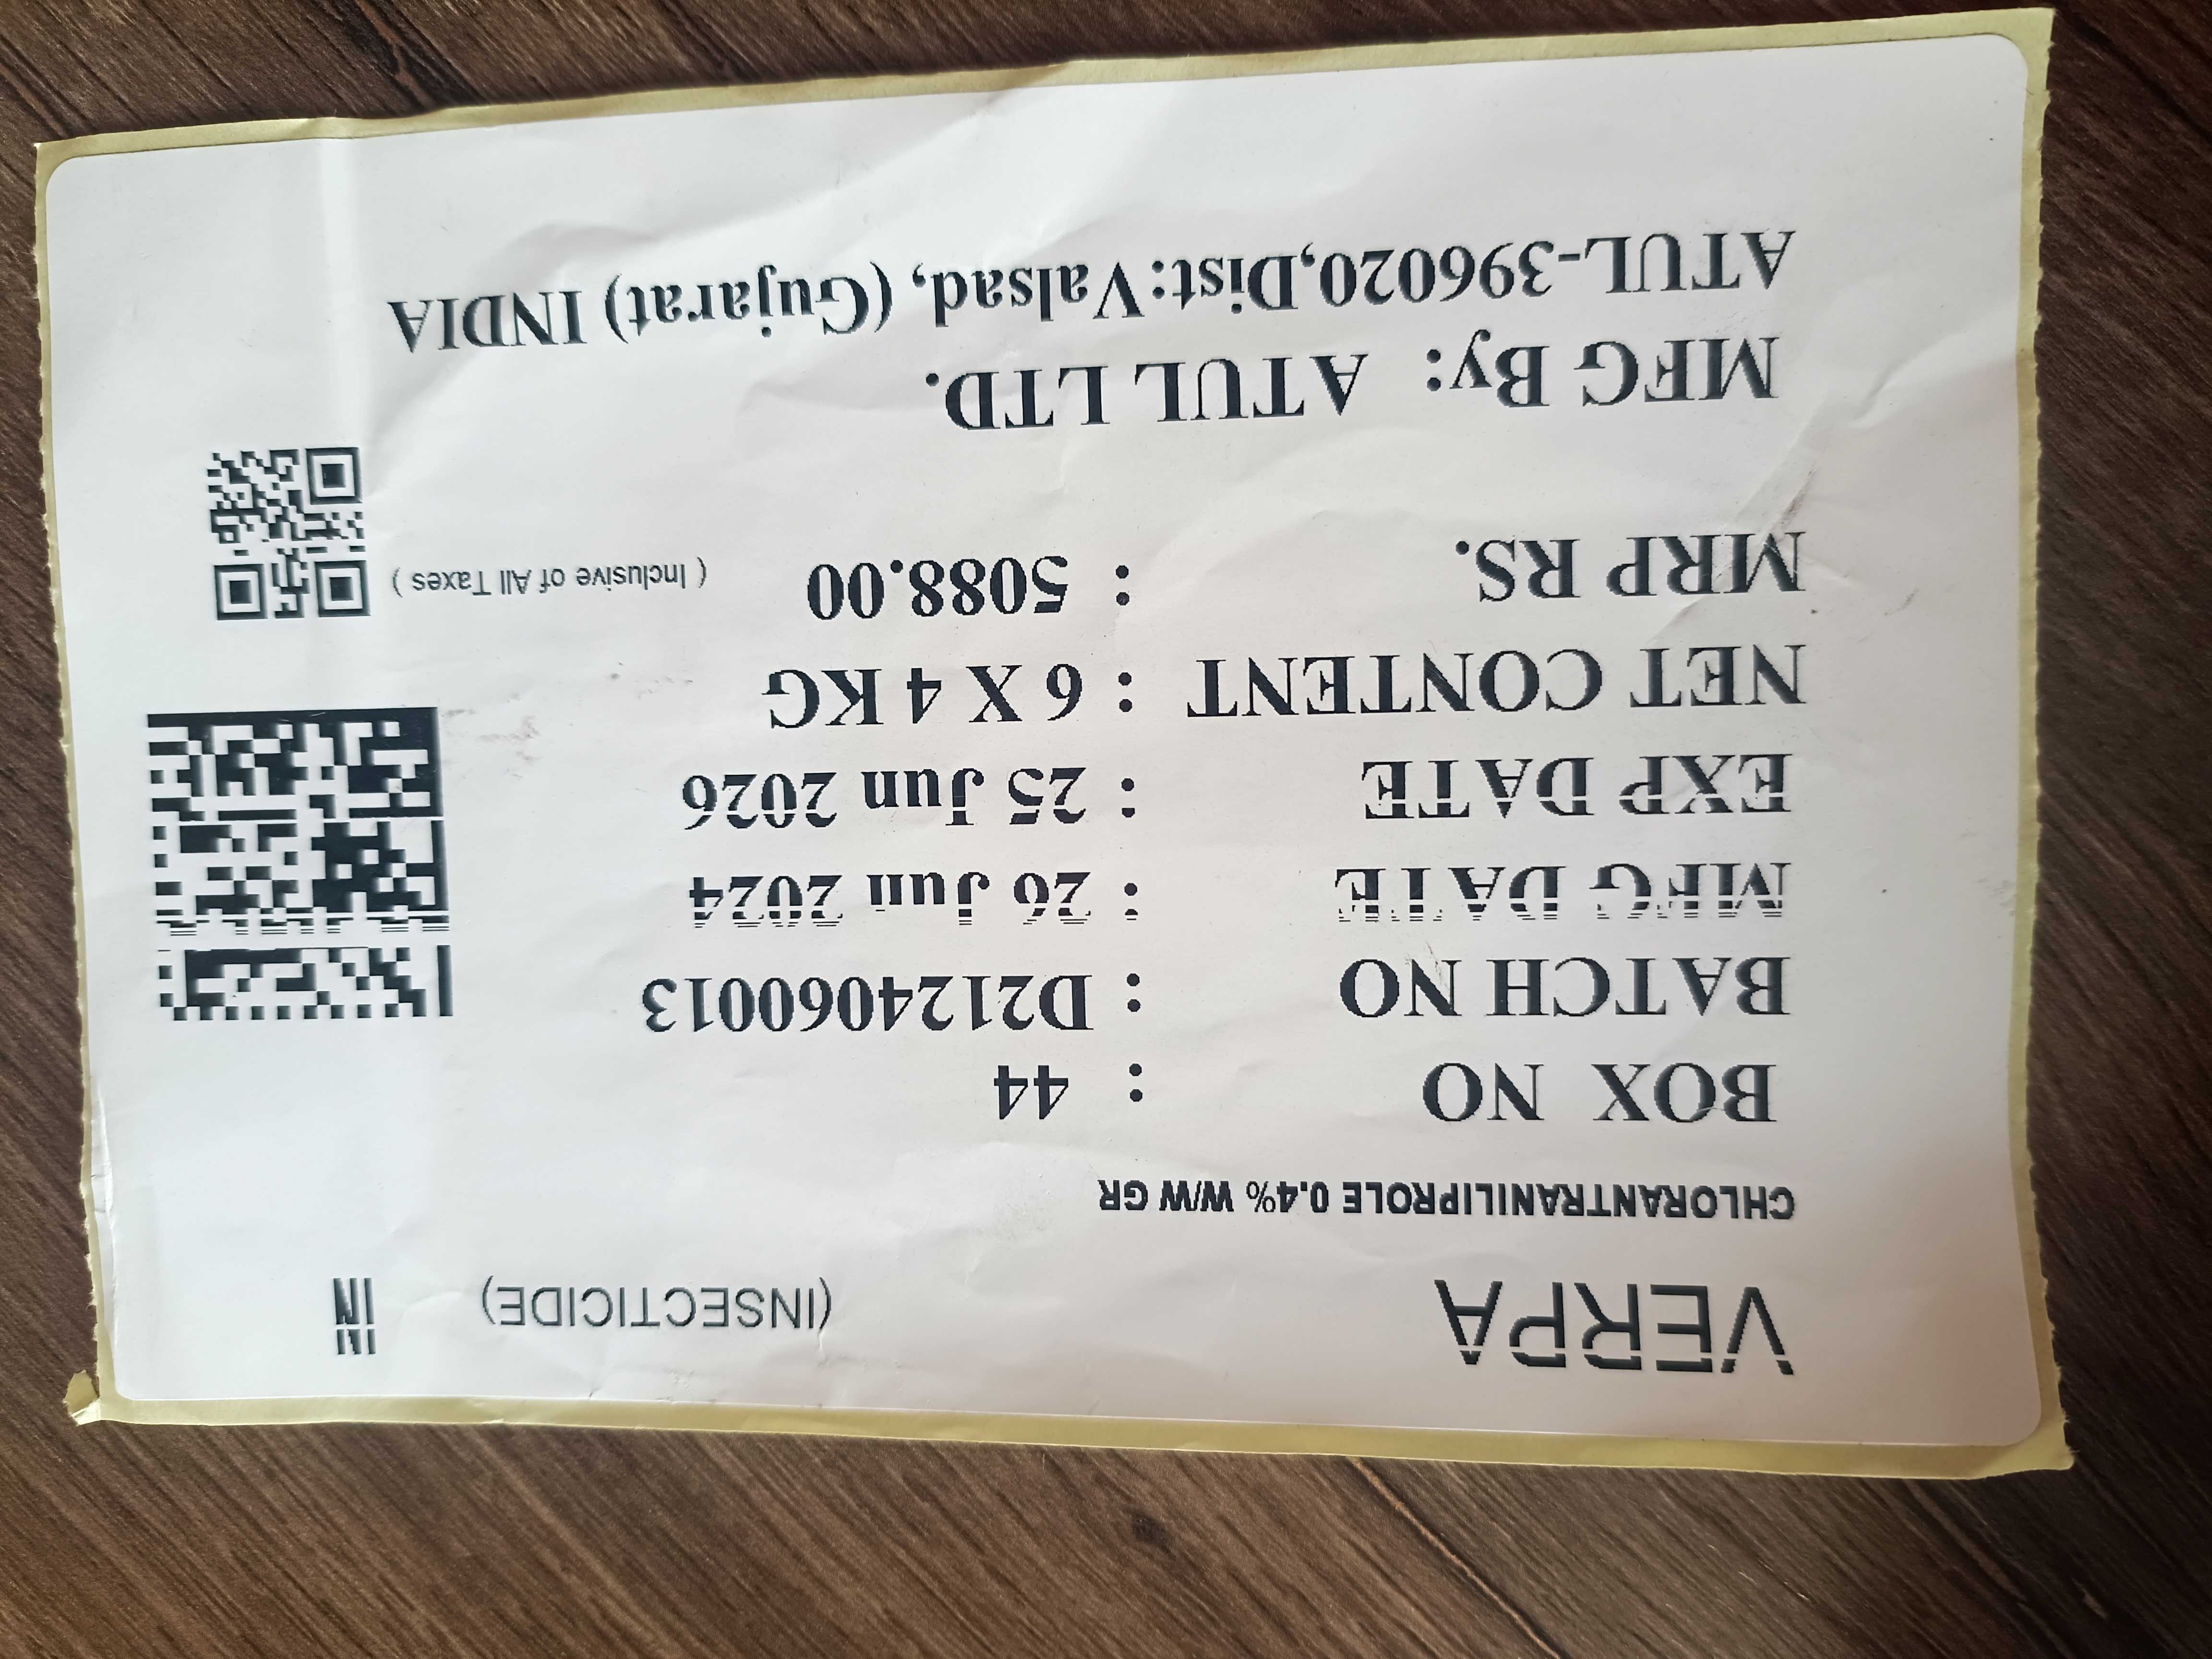 VERPA (INSECTICIDE) IN
CHLORANTRANILIPROLE 0.4% W/W GR
BOX NO : 44
BATCH NO : D2124060013
MFG DATE : 26 Jun 2024
EXP DATE : 25 Jun 2026
NET CONTENT : 6 X 4 KG
MRP RS. : 5088.00 ( Inclusive of All Taxes )
MFG By: ATUL LTD.
ATUL-396020,Dist:Valsad, (Gujarat) INDIA